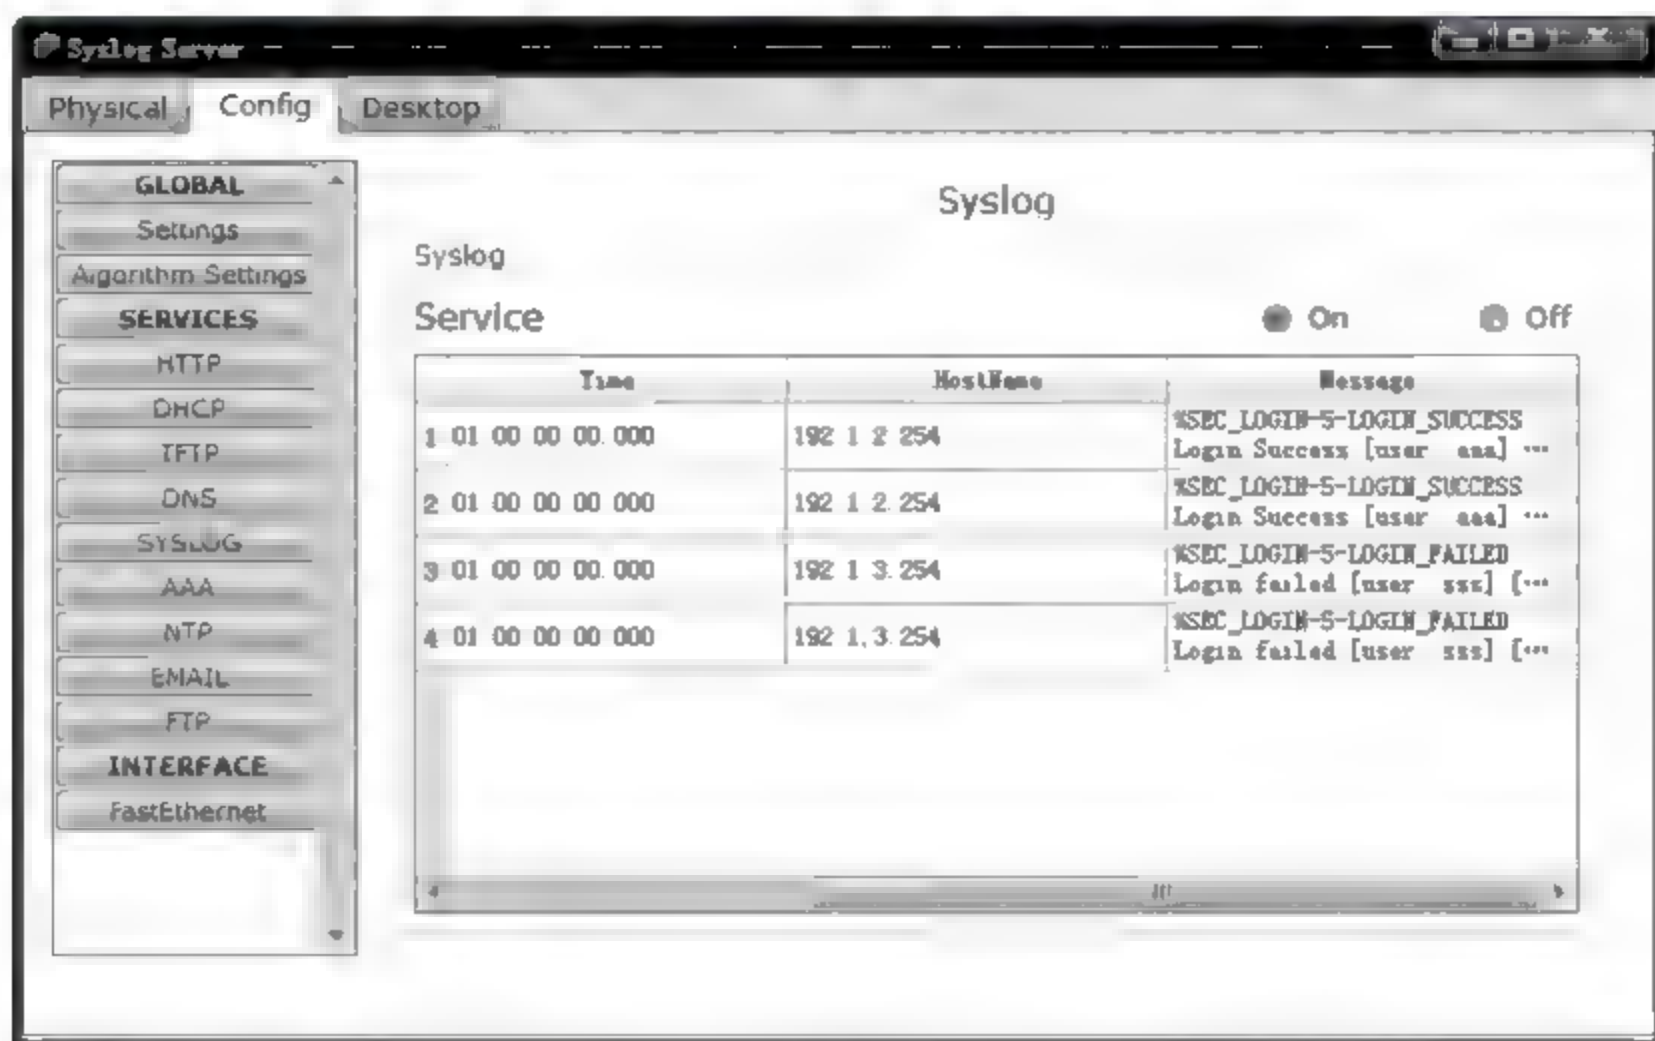 Syslog Server
Physical Config Desktop
GLOBAL
Settings
Algorithm Settings
SERVICES
HTTP
DHCP
TFTP
DNS
SYSLOG
AAA
NTP
EMAIL
FTP
INTERFACE
FastEthernet
Syslog
Syslog
Service On Off
Time HostName Message
1 01 00 00 00.000 192 1 2 254 %SEC_LOGIN-5-LOGIN_SUCCESS
Login Success [user aaa] ...
2 01 00 00 00 000 192 1 2.254 %SEC_LOGIN-5-LOGIN_SUCCESS
Login Success [user aaa] ...
3 01 00 00 00.000 192 1 3.254 %SEC_LOGIN-5-LOGIN_FAILED
Login failed [user sss] [...
4 01 00 00 00 000 192 1.3.254 %SEC_LOGIN-5-LOGIN_FAILED
Login failed [user sss] [...